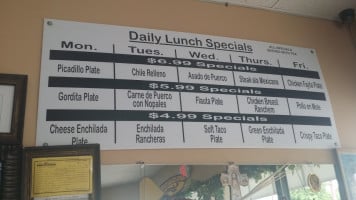 Daily Lunch Specials
Mon. Tues. Wed. Thurs. Fri.
$6.99 Specials
Picadillo Plate Chile Relleno Asado de Puerco Steak ala Mexicana Chicken Fajita Plate
$5.99 Specials
Gordita Plate Carne de Puerco con Nopales Flauta Plate Chicken Breast Ranchero Pollo en Mole
$4.99 Specials
Cheese Enchilada Plate Enchilada Rancheras Soft Taco Plate Green Enchilada Plate Crispy Taco Plate